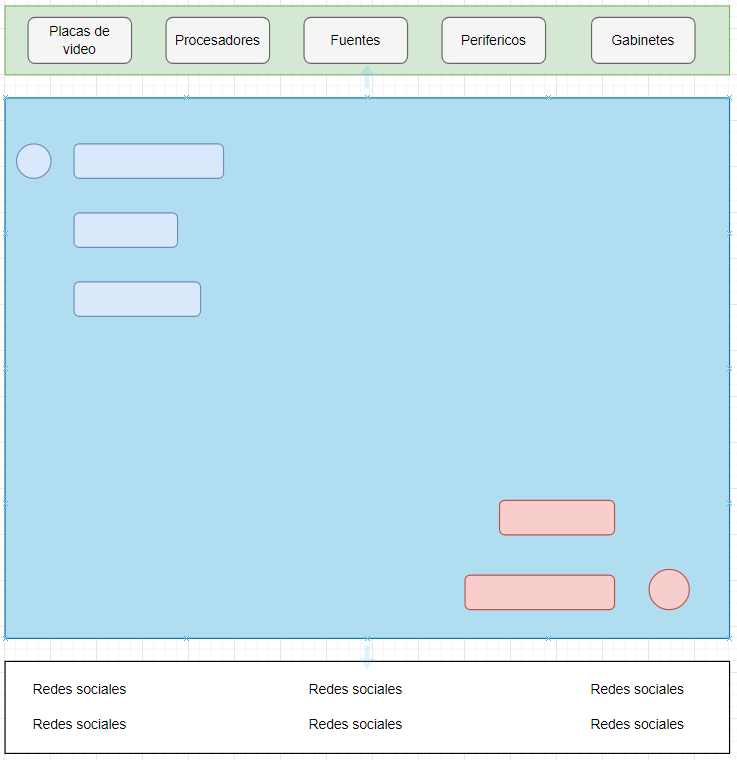 Placas de
video
Procesadores
Fuentes
Perifericos
Gabinetes
Redes sociales
Redes sociales
Redes sociales
Redes sociales
Redes sociales
Redes sociales